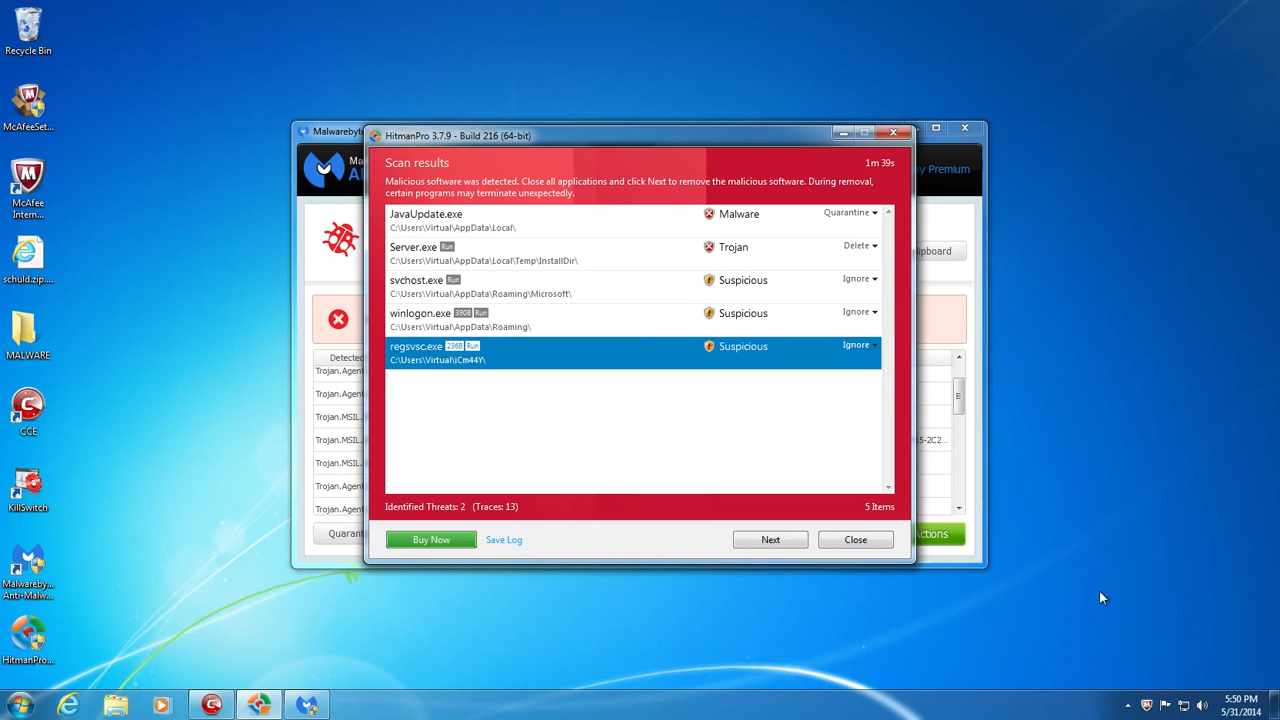 Recycle Bin
McAfeeSet...
McAfee
Intern...
schuld.zip....
MALWARE
CCE
KillSwitch
Malwareby...
Anti-Malw...
HitmanPro...
Malwareby
HitmanPro 3.7.9 - Build 216 (64-bit)
y Premium
Scan results
1m 39s
Malicious software was detected. Close all applications and click Next to remove the malicious software. During removal,
certain programs may terminate unexpectedly.
JavaUpdate.exe Malware Quarantine
C:\Users\Virtual\AppData\Local\
Server.exe Run Trojan Delete
C:\Users\Virtual\AppData\Local\Temp\InstallDir\
svchost.exe Run Suspicious Ignore
C:\Users\Virtual\AppData\Roaming\Microsoft\
winlogon.exe 3908 Run Suspicious Ignore
C:\Users\Virtual\AppData\Roaming\
regsvsc.exe 2368 Run Suspicious Ignore
C:\Users\Virtual\iCm44Y\
Identified Threats: 2 (Traces: 13)
5 Items
Buy Now Save Log Next Close
lipboard
Detected
Trojan.Agent
Trojan.Agent
Trojan.MSIL.
Trojan.MSIL. 15-2C2...
Trojan.MSIL.
Trojan.Agent
Trojan.Agent
Quarant
Actions
5:50 PM
5/31/2014